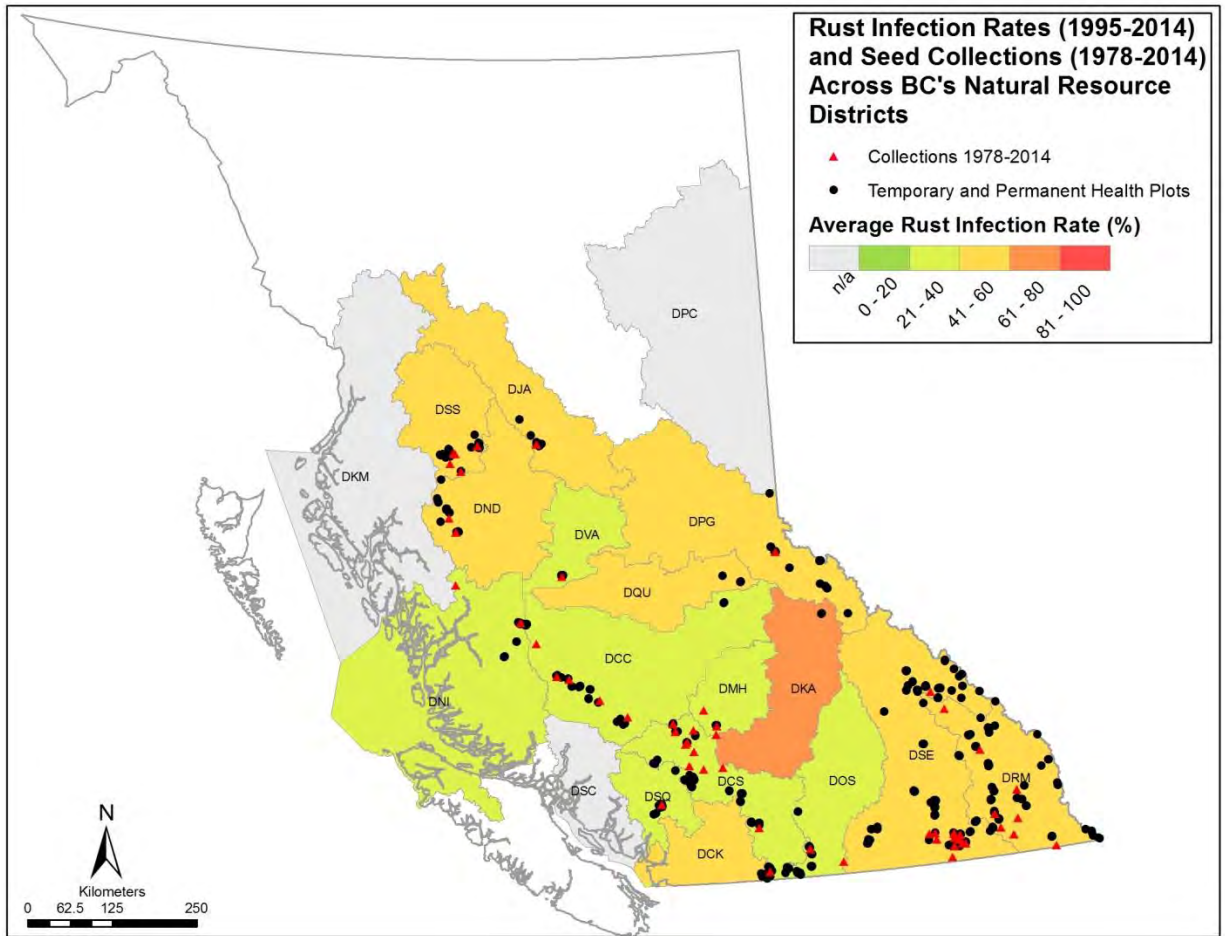 Rust Infection Rates (1995-2014)
and Seed Collections (1978-2014)
Across BC's Natural Resource
Districts
Collections 1978-2014
Temporary and Permanent Health Plots
Average Rust Infection Rate (%)
n/a
0 - 20
21 - 40
41 - 60
61 - 80
81 - 100
DPC
DJA
DSS
DKM
DND
DPG
DVA
DQU
DCC
DMH
DKA
DNI
DSE
DRM
DOS
DSC
DSQ
DCS
DCK
N
Kilometers
0 62.5 125 250